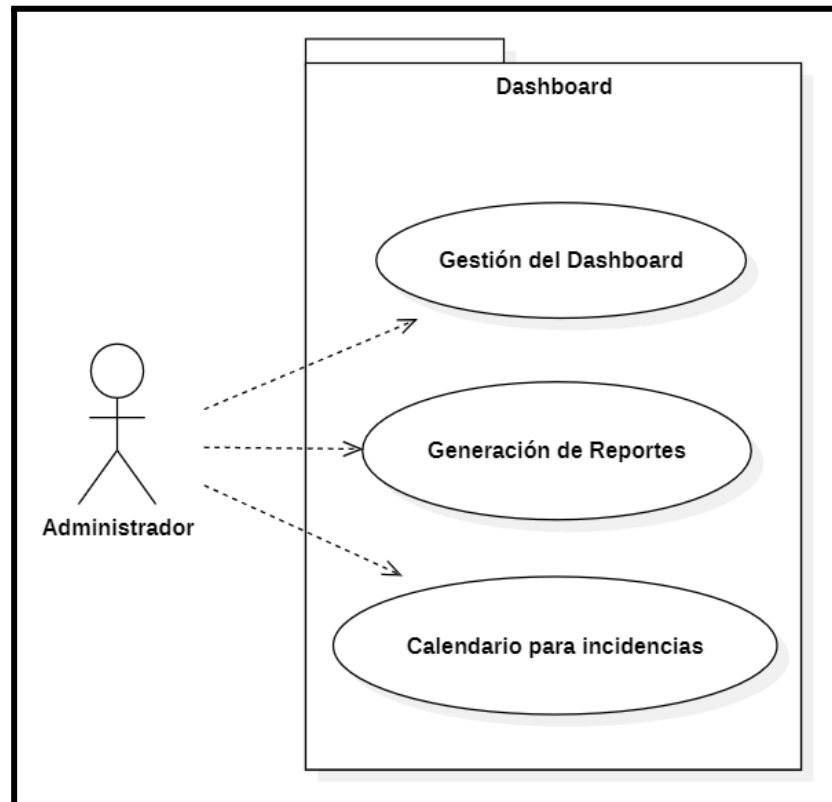 Dashboard
Gestión del Dashboard
Generación de Reportes
Administrador
Calendario para incidencias